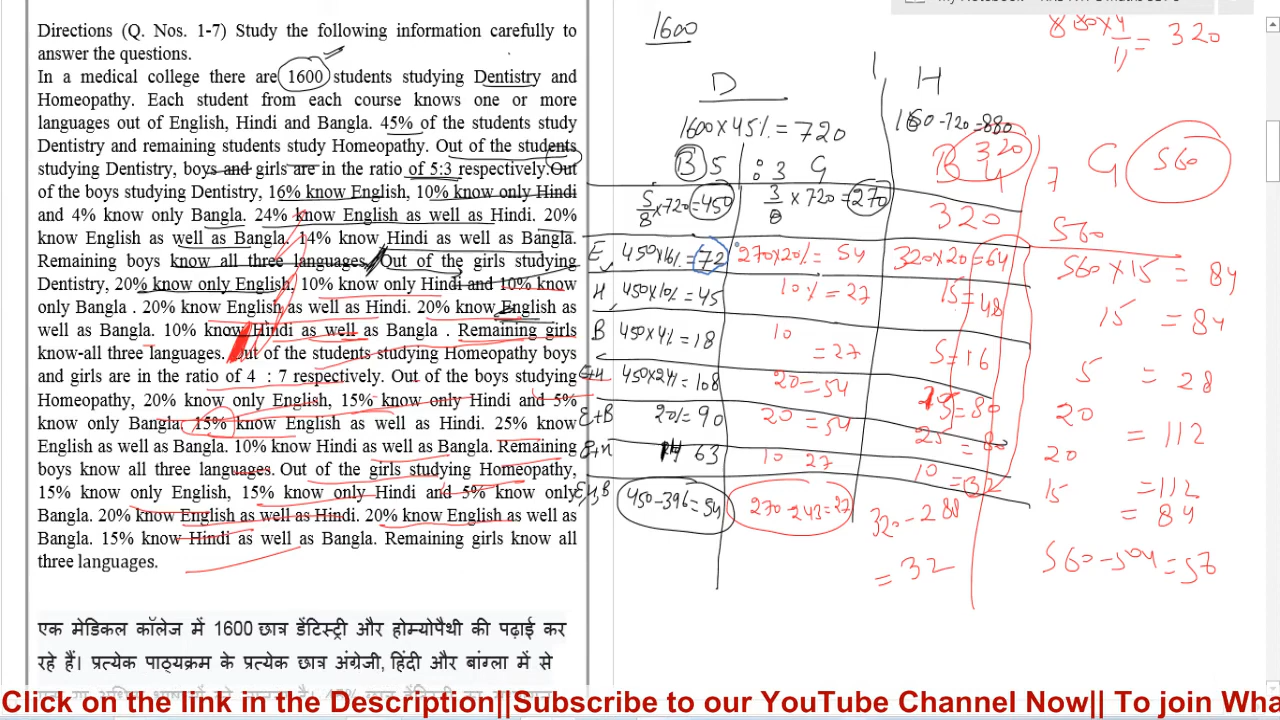 Directions (Q. Nos. 1-7) Study the following information carefully to
answer the questions.
In a medical college there are 1600 students studying Dentistry and
Homeopathy. Each student from each course knows one or more
languages out of English, Hindi and Bangla. 45% of the students study
Dentistry and remaining students study Homeopathy. Out of the students
studying Dentistry, boys and girls are in the ratio of 5:3 respectively.Out
of the boys studying Dentistry, 16% know English, 10% know only Hindi
and 4% know only Bangla. 24% know English as well as Hindi. 20%
know English as well as Bangla. 14% know Hindi as well as Bangla.
Remaining boys know all three languages. Out of the girls studying
Dentistry, 20% know only English, 10% know only Hindi and 10% know
only Bangla . 20% know English as well as Hindi. 20% know English as
well as Bangla. 10% know Hindi as well as Bangla . Remaining girls
know-all three languages. Out of the students studying Homeopathy boys
and girls are in the ratio of 4 : 7 respectively. Out of the boys studying
Homeopathy, 20% know only English, 15% know only Hindi and 5%
know only Bangla. 15% know English as well as Hindi. 25% know
English as well as Bangla. 10% know Hindi as well as Bangla. Remaining
boys know all three languages. Out of the girls studying Homeopathy,
15% know only English, 15% know only Hindi and 5% know only
Bangla. 20% know English as well as Hindi. 20% know English as well as
Bangla. 15% know Hindi as well as Bangla. Remaining girls know all
three languages.
एक मेडिकल कॉलेज में 1600 छात्र डेंटिस्ट्री और होम्योपैथी की पढ़ाई कर
रहे हैं। प्रत्येक पाठ्यक्रम के प्रत्येक छात्र अंग्रेजी, हिंदी और बांग्ला में से
1600
D
H
1600×45%=720
-720=880
B 5 : 3 G
B 320 4 7 G 560
5/8×720=450
3/8×720=270
320
560
E 450×16%=72 270×20%=54 320×20=64 560×15=84
H 450×10%=45 10%=27 15=48 15=84
B 450×4%=18 10=27 5=16 5=28
E+H 450×24=108 20=54 =80 20=112
E+B 20%=90 20=54 25=80 20=112
14 63 10 27 10=32 15=84
450-396=54 270-243=27 320-288=32 560-504=56
=320
Click on the link in the Description||Subscribe to our YouTube Channel Now|| To join